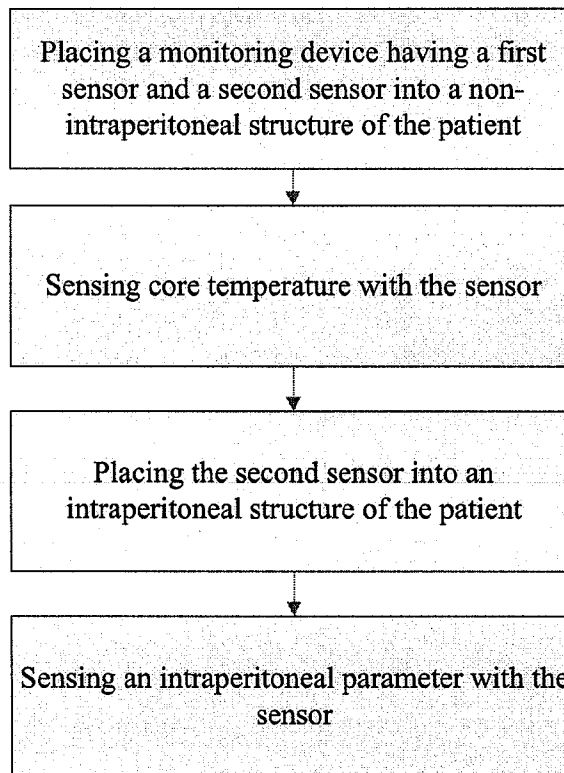 Placing a monitoring device having a first
sensor and a second sensor into a non-
intraperitoneal structure of the patient
Sensing core temperature with the sensor
Placing the second sensor into an
intraperitoneal structure of the patient
Sensing an intraperitoneal parameter with the
sensor